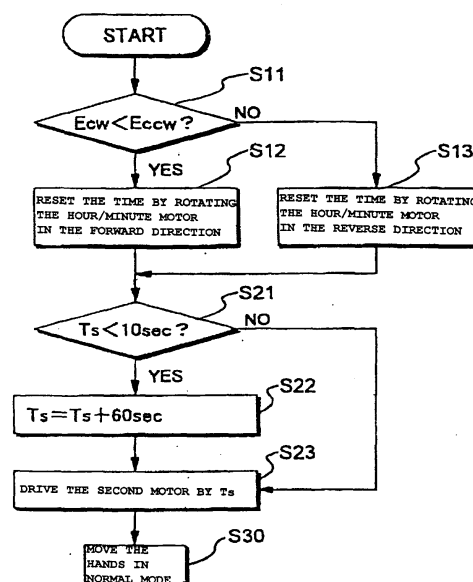 START
S11
Ecw<Eccw?
NO
YES
S12
S13
RESET THE TIME BY ROTATING
THE HOUR/MINUTE MOTOR
IN THE FORWARD DIRECTION
RESET THE TIME BY ROTATING
THE HOUR/MINUTE MOTOR
IN THE REVERSE DIRECTION
S21
Ts<10sec?
NO
YES
S22
Ts=Ts+60sec
S23
DRIVE THE SECOND MOTOR BY Ts
S30
MOVE THE
HANDS IN
NORMAL MODE